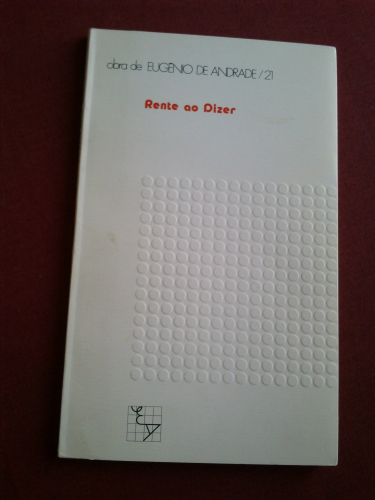 obra de EUGÉNIO DE ANDRADE/21
Rente ao Dizer